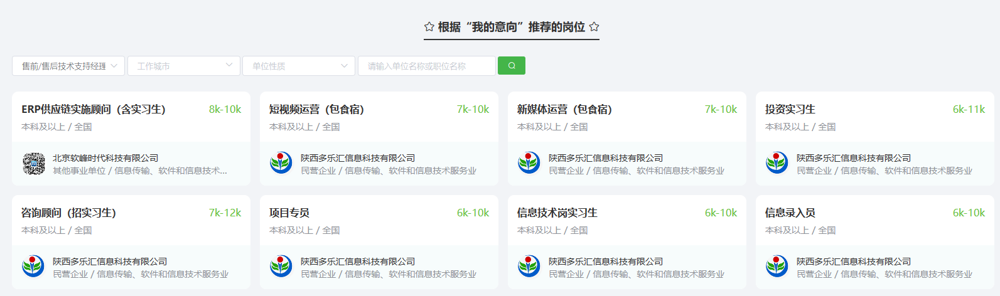 ☆ 根据“我的意向”推荐的岗位 ☆
售前/售后技术支持经理 工作城市 单位性质 请输入单位名称或职位名称
ERP供应链实施顾问（含实习生） 8k-10k
本科及以上 / 全国
北京软峰时代科技有限公司
其他事业单位 / 信息传输、软件和信息技术...
短视频运营（包食宿） 7k-10k
本科及以上 / 全国
陕西多乐汇信息科技有限公司
民营企业 / 信息传输、软件和信息技术服务业
新媒体运营（包食宿） 7k-10k
本科及以上 / 全国
陕西多乐汇信息科技有限公司
民营企业 / 信息传输、软件和信息技术服务业
投资实习生 6k-11k
本科及以上 / 全国
陕西多乐汇信息科技有限公司
民营企业 / 信息传输、软件和信息技术服务业
咨询顾问（招实习生） 7k-12k
本科及以上 / 全国
陕西多乐汇信息科技有限公司
民营企业 / 信息传输、软件和信息技术服务业
项目专员 6k-10k
本科及以上 / 全国
陕西多乐汇信息科技有限公司
民营企业 / 信息传输、软件和信息技术服务业
信息技术岗实习生 6k-10k
本科及以上 / 全国
陕西多乐汇信息科技有限公司
民营企业 / 信息传输、软件和信息技术服务业
信息录入员 6k-10k
本科及以上 / 全国
陕西多乐汇信息科技有限公司
民营企业 / 信息传输、软件和信息技术服务业